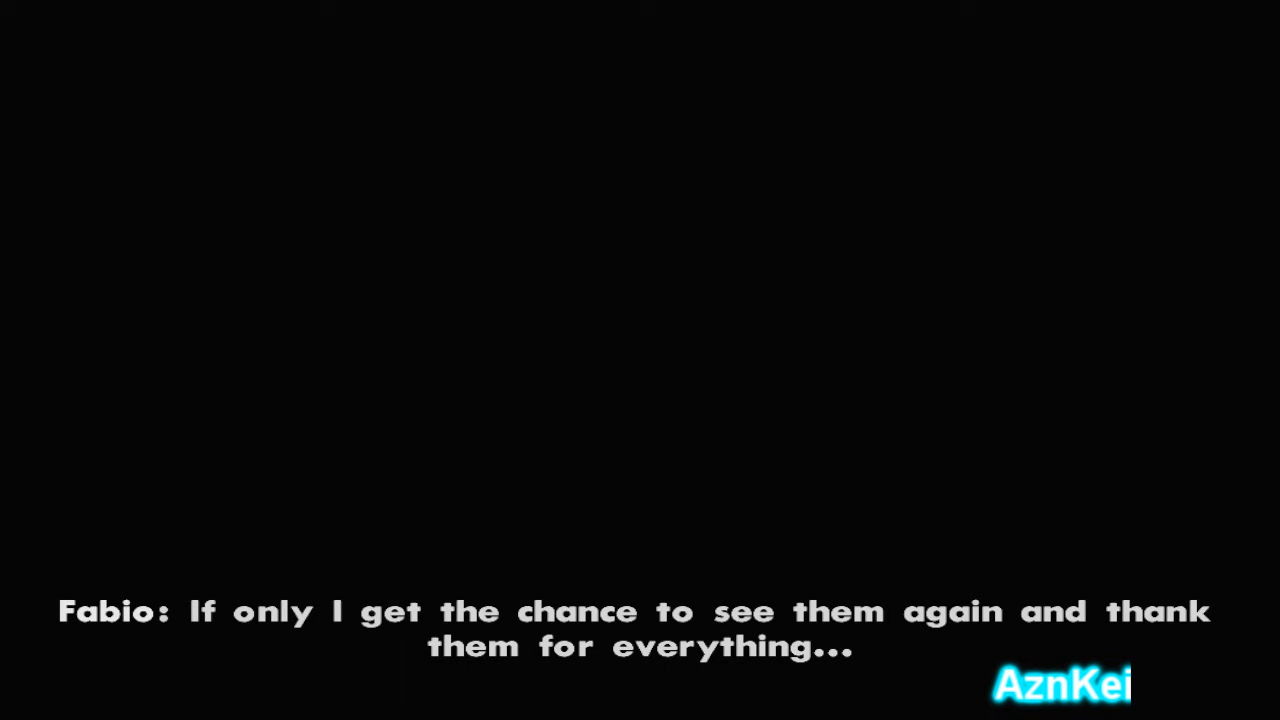 Fabio: If only I get the chance to see them again and thank
them for everything...
AznKei